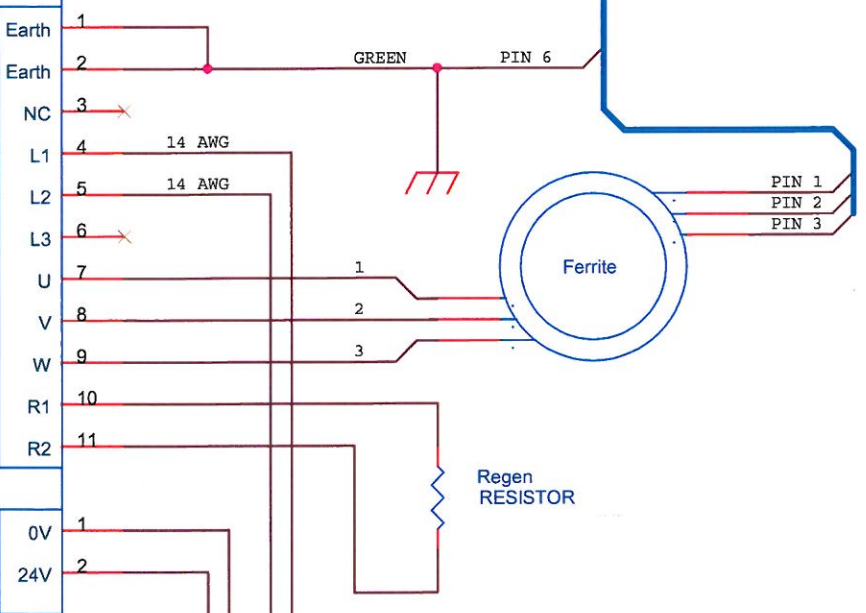 Earth 1
Earth 2 GREEN PIN 6
NC 3
L1 4 14 AWG
L2 5 14 AWG
L3 6
U 7 1
V 8 2
W 9 3
PIN 1
PIN 2
PIN 3
Ferrite
R1 10
R2 11
Regen
RESISTOR
0V 1
24V 2